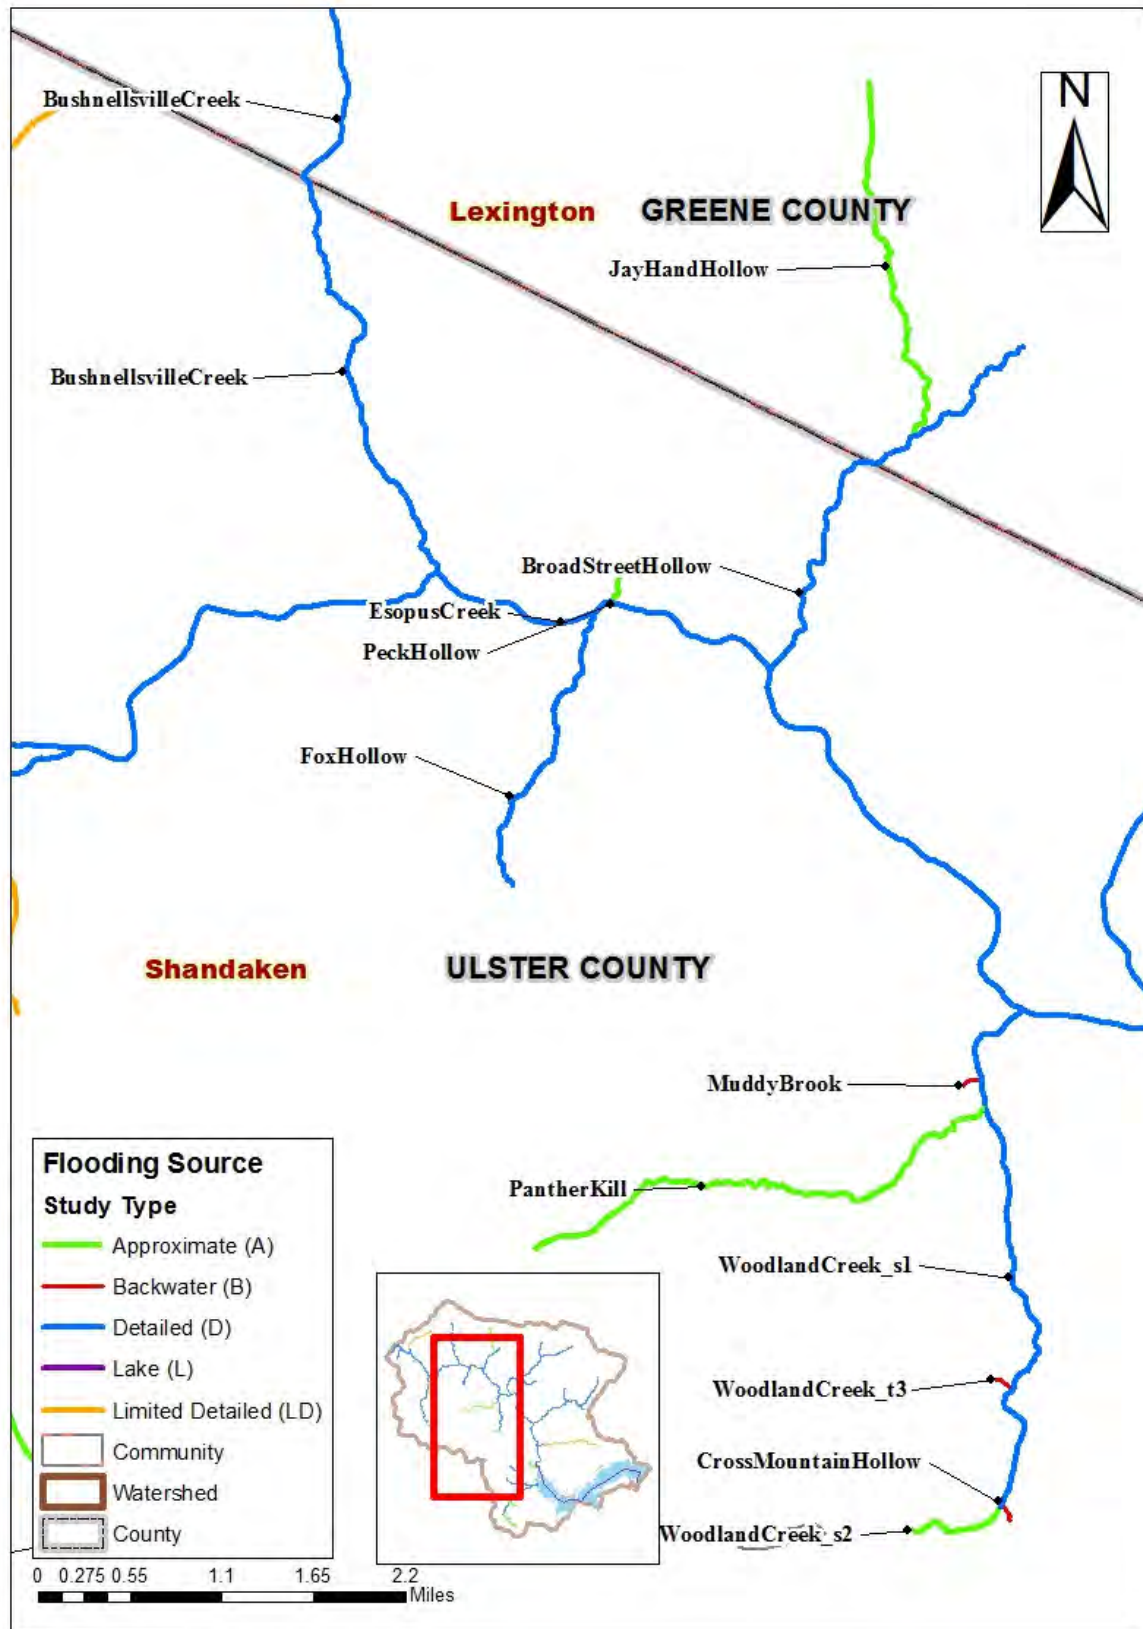 N
BushnellsvilleCreek
Lexington GREENE COUNTY
JayHandHollow
BushnellsvilleCreek
BroadStreetHollow
EsopusCreek
PeckHollow
FoxHollow
Shandaken ULSTER COUNTY
MuddyBrook
PantherKill
WoodlandCreek_s1
WoodlandCreek_t3
CrossMountainHollow
WoodlandCreek_s2
Flooding Source
Study Type
Approximate (A)
Backwater (B)
Detailed (D)
Lake (L)
Limited Detailed (LD)
Community
Watershed
County
0 0.275 0.55 1.1 1.65 2.2
Miles